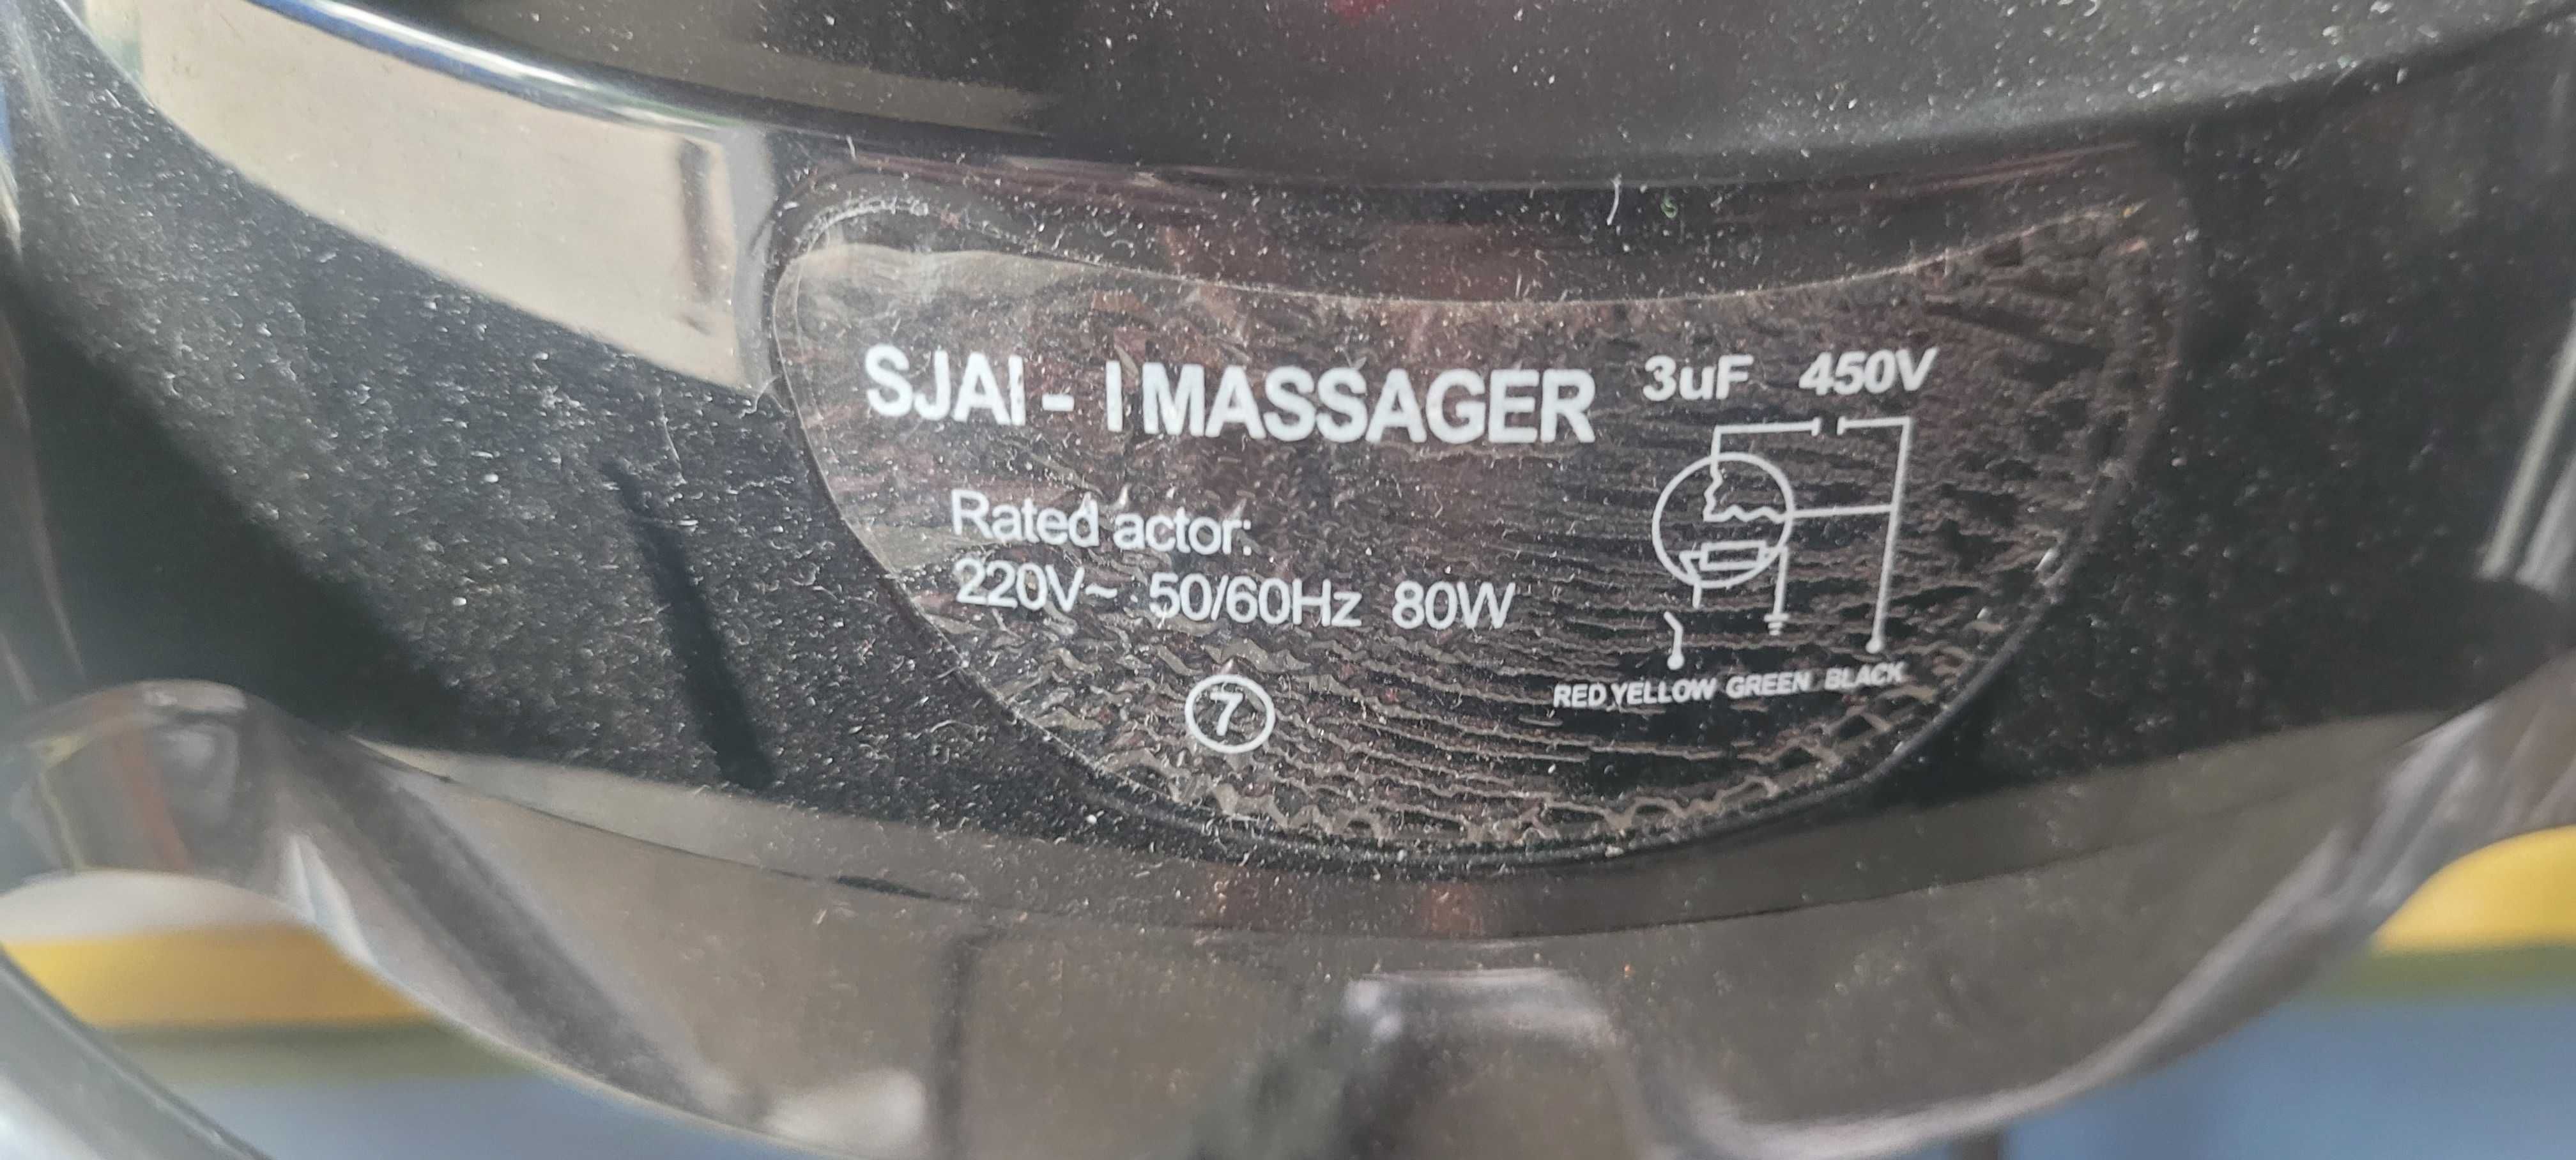 SJAI - I MASSAGER
3uF 450V
Rated actor:
220V~ 50/60Hz 80W
7
RED YELLOW GREEN BLACK